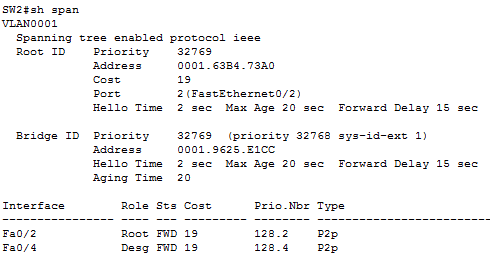 SW2#sh span
VLAN0001
  Spanning tree enabled protocol ieee
  Root ID    Priority    32769
             Address     0001.63B4.73A0
             Cost        19
             Port        2(FastEthernet0/2)
             Hello Time  2 sec  Max Age 20 sec  Forward Delay 15 sec

  Bridge ID  Priority    32769  (priority 32768 sys-id-ext 1)
             Address     0001.9625.E1CC
             Hello Time  2 sec  Max Age 20 sec  Forward Delay 15 sec
             Aging Time  20

Interface        Role Sts Cost      Prio.Nbr Type
---------------- ---- --- --------- -------- --------------------------------
Fa0/2            Root FWD 19        128.2    P2p
Fa0/4            Desg FWD 19        128.4    P2p